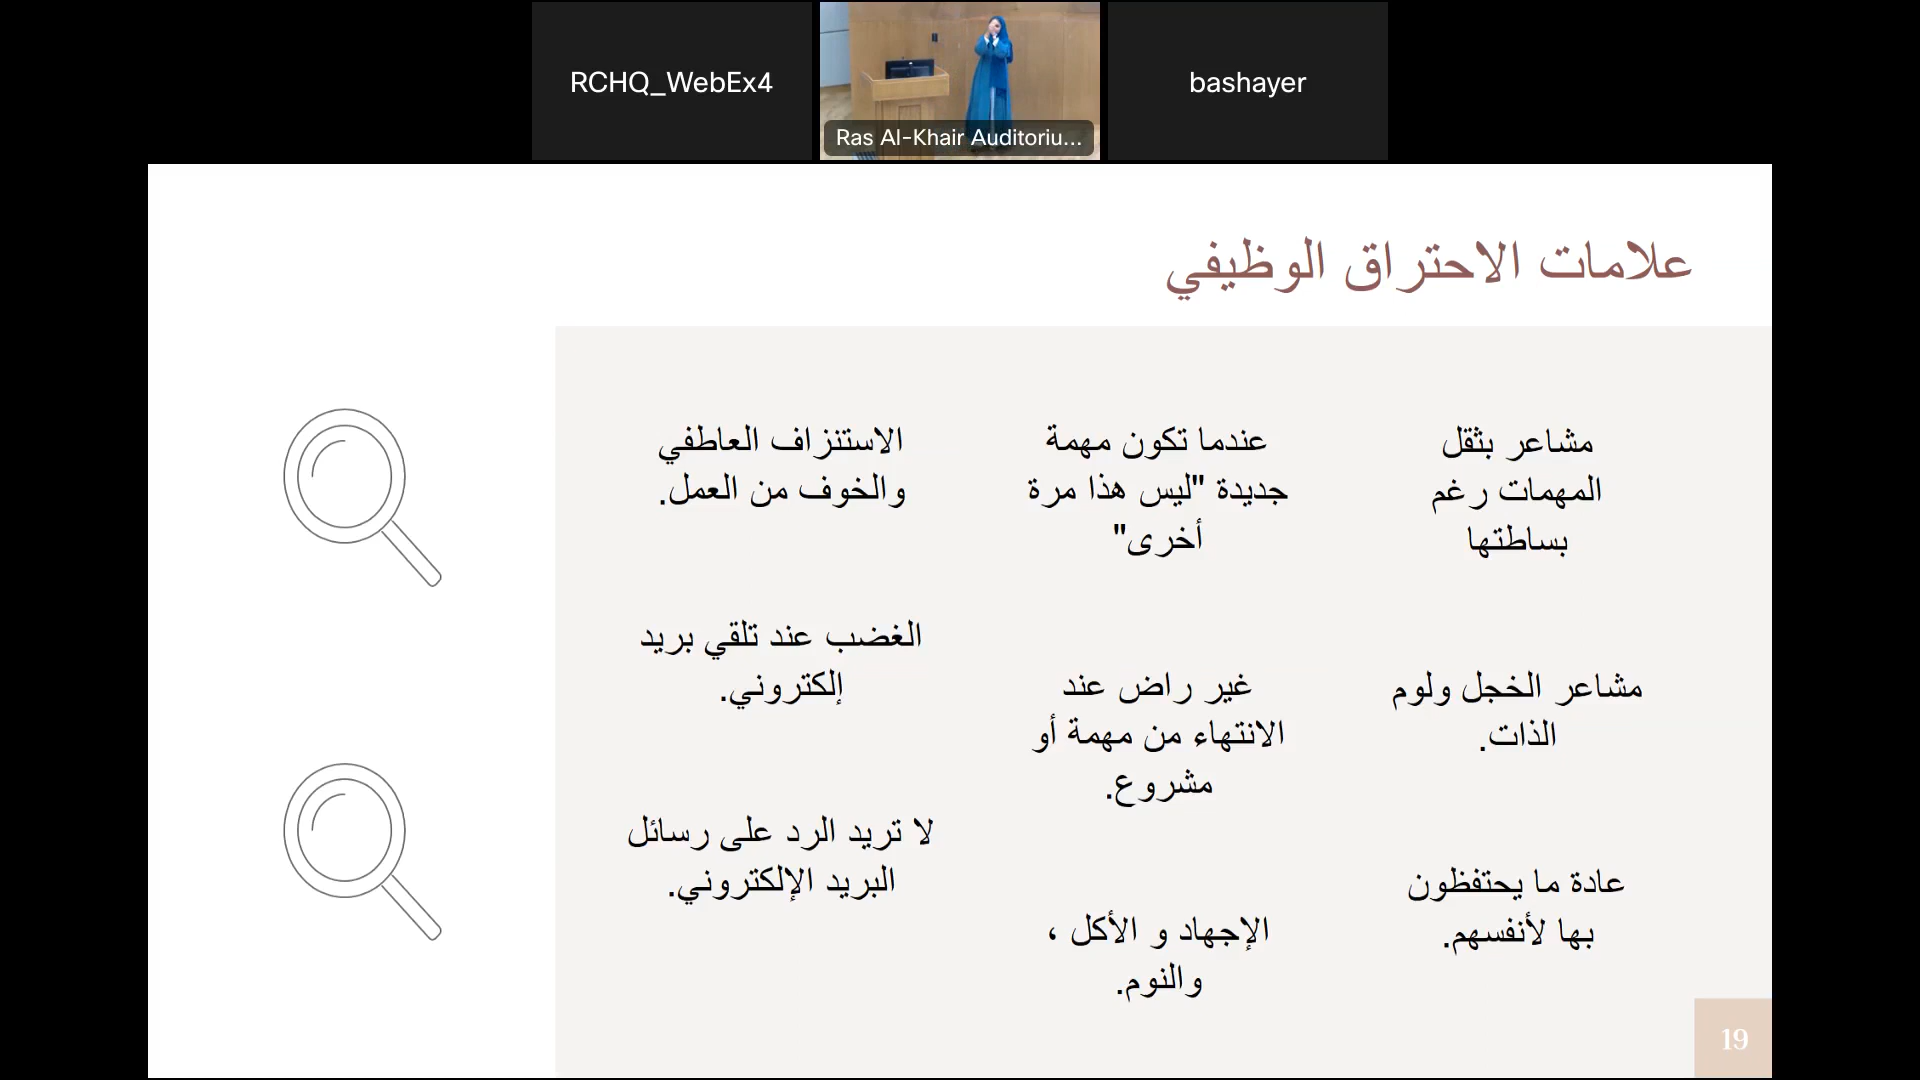 RCHQ_WebEx4
Ras Al-Khair Auditoriu...
bashayer
علامات الاحتراق الوظيفي
مشاعر بثقل
المهمات رغم
بساطتها
مشاعر الخجل ولوم
الذات.
عادة ما يحتفظون
بها لأنفسهم.
عندما تكون مهمة
جديدة "ليس هذا مرة
أخرى"
غير راض عند
الانتهاء من مهمة أو
مشروع.
الإجهاد و الأكل ،
والنوم.
الاستنزاف العاطفي
والخوف من العمل.
الغضب عند تلقي بريد
إلكتروني.
لا تريد الرد على رسائل
البريد الإلكتروني.
19